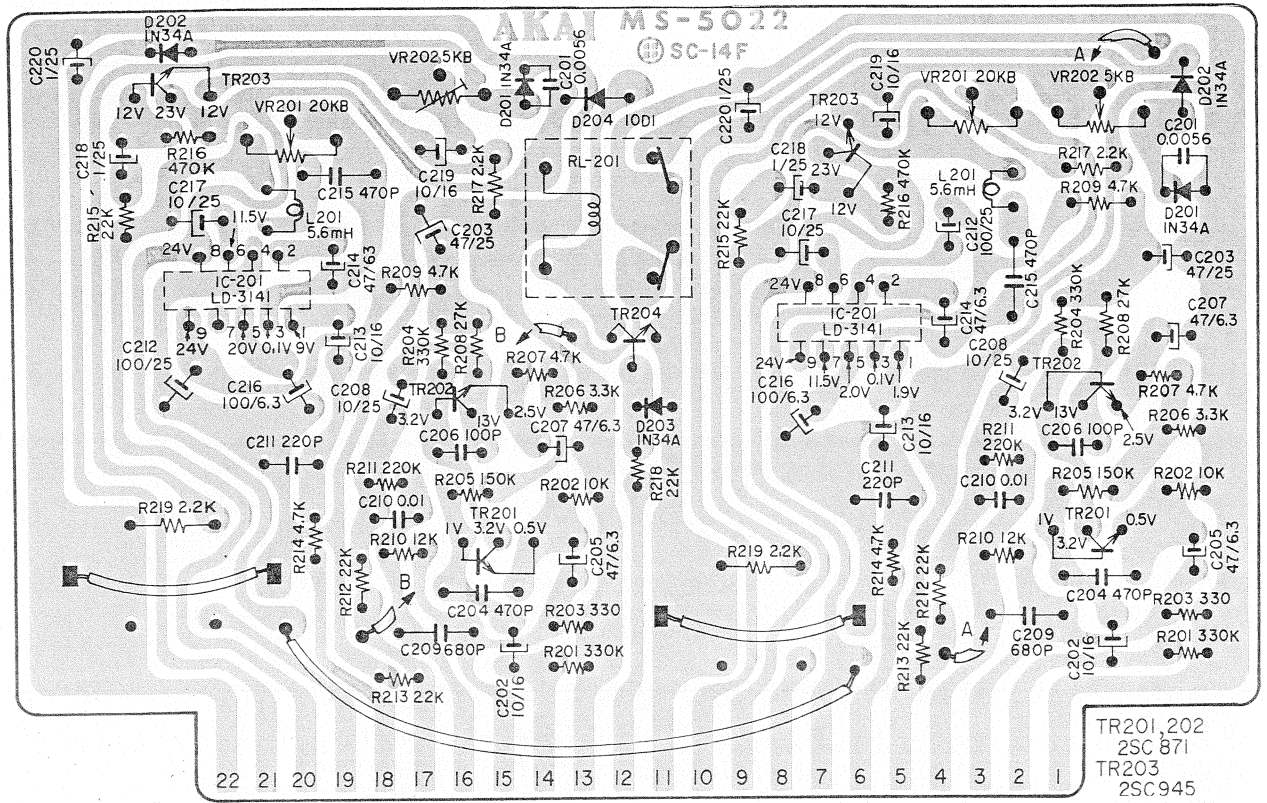 AKAI MS-5022
SC-14F
D202
1N34A
C220
1/25
TR203
12V 23V 12V
VR201 20KB
VR202 5KB
D201 1N34A
C201
0.0056
D204 10D1
C218
1/25
R216
470K
C217
10/25
R215
22K
11.5V
L201
5.6mH
C215 470P
C219
10/16
R217 2.2K
RL-201
C203
47/25
24V 8 6 4 2
IC-201
LD-3141
C214
47/63
R209 4.7K
9 7 5 3 1
24V 20V 0.1V 9V
C212
100/25
C216
100/6.3
C213
10/16
C208
10/25
R204
330K
R208 27K
B
TR204
R207 4.7K
TR202
3.2V 13V 2.5V
R206 3.3K
C206 100P
C207 47/6.3
D203
1N34A
C211 220P
R211 220K
C210 0.01
R205 150K
R202 10K
R218
22K
R219 2.2K
R214 4.7K
R210 12K
TR201
1V 3.2V 0.5V
C205
47/6.3
R212 22K
B
C204 470P
R203 330
C209 680P
R201 330K
R213 22K
C202
10/16
A
C220 1/25
TR203
12V
C219
10/16
VR201 20KB
VR202 5KB
D202
1N34A
C201
0.0056
C218
1/25
23V
12V
R216 470K
L201
5.6mH
R217 2.2K
R209 4.7K
D201
1N34A
R215 22K
C217
10/25
C212
100/25
C215 470P
C203
47/25
24V 8 6 4 2
IC-201
LD-3141
C214
47/6.3
R204 330K
R208 27K
C207
47/6.3
24V 9 7 5 3 1
11.5V 2.0V 0.1V 1.9V
C216
100/6.3
C208
10/25
TR202
3.2V 13V 2.5V
R207 4.7K
R206 3.3K
C213
10/16
R211
220K
C206 100P
C211
220P
C210 0.01
R205 150K
R202 10K
R219 2.2K
R214 4.7K
R210 12K
TR201
1V 3.2V 0.5V
C205
47/6.3
R212 22K
C204 470P
A
R203 330
R213 22K
C209
680P
C202
10/16
R201 330K
22 21 20 19 18 17 16 15 14 13 12 11 10 9 8 7 6 5 4 3 2 1
TR201,202
2SC871
TR203
2SC945